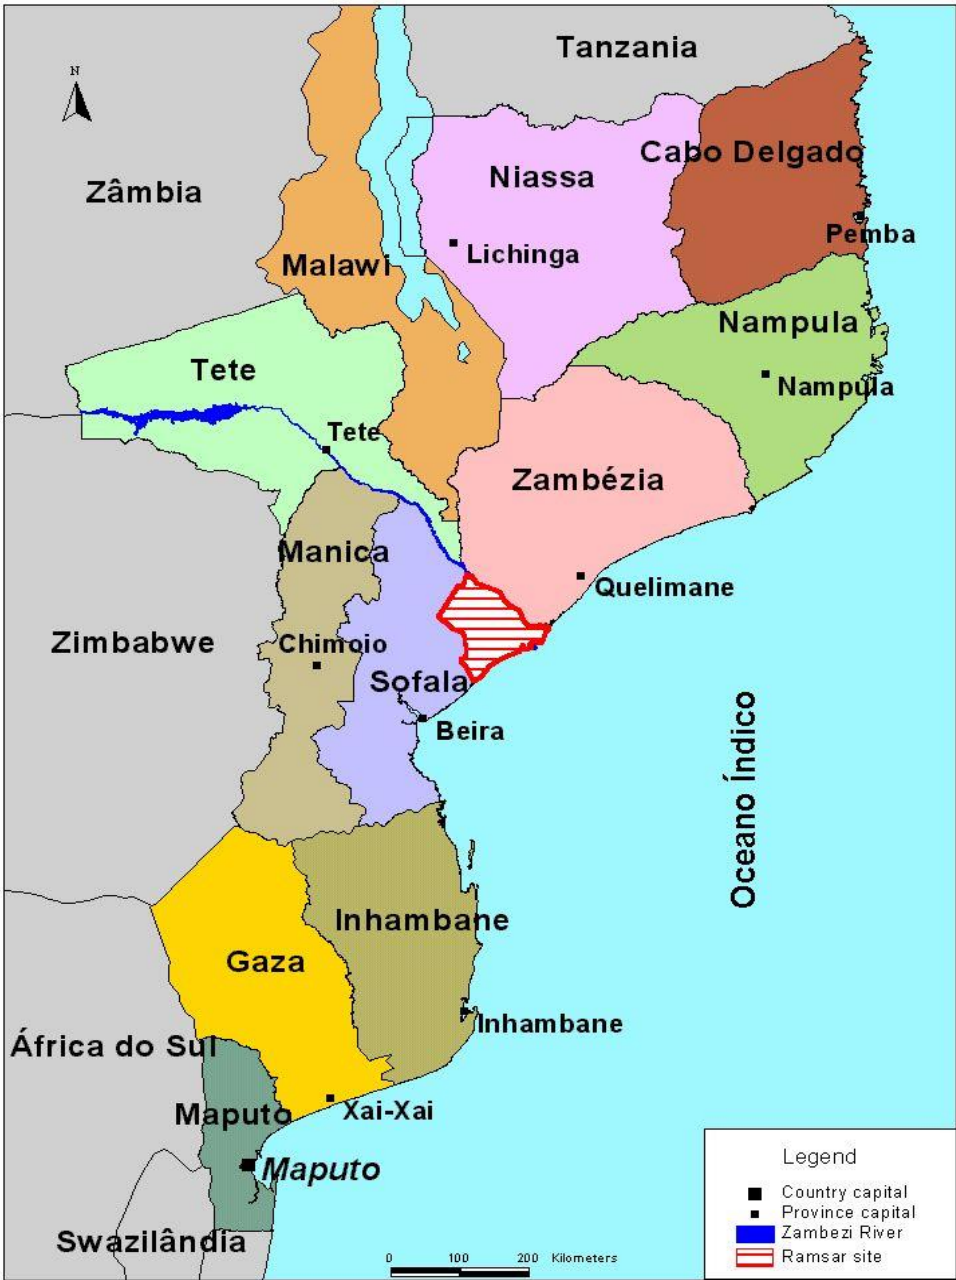 Tanzania
N
Cabo Delgado
Niassa
Zâmbia
Pemba
Lichinga
Malawi
Nampula
Tete
Nampula
Tete
Zambézia
Manica
Quelimane
Zimbabwe
Chimoio
Sofala
Beira
Oceano Índico
Inhambane
Gaza
Inhambane
África do Sul
Xai-Xai
Maputo
Maputo
Swazilândia
Legend
Country capital
Province capital
Zambezi River
Ramsar site
0 100 200 Kilometers